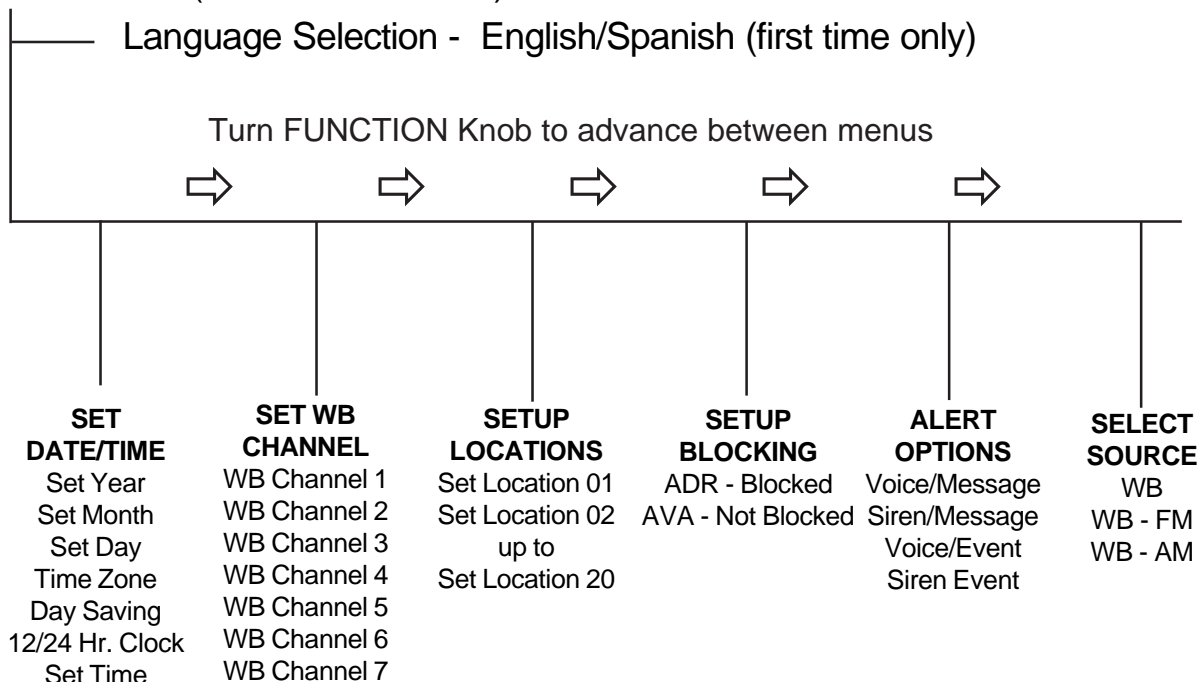 Language Selection - English/Spanish (first time only)
Turn FUNCTION Knob to advance between menus
SET
DATE/TIME
Set Year
Set Month
Set Day
Time Zone
Day Saving
12/24 Hr. Clock
Set Time
SET WB
CHANNEL
WB Channel 1
WB Channel 2
WB Channel 3
WB Channel 4
WB Channel 5
WB Channel 6
WB Channel 7
SETUP
LOCATIONS
Set Location 01
Set Location 02
up to
Set Location 20
SETUP
BLOCKING
ADR - Blocked
AVA - Not Blocked
ALERT
OPTIONS
Voice/Message
Siren/Message
Voice/Event
Siren Event
SELECT
SOURCE
WB
WB - FM
WB - AM